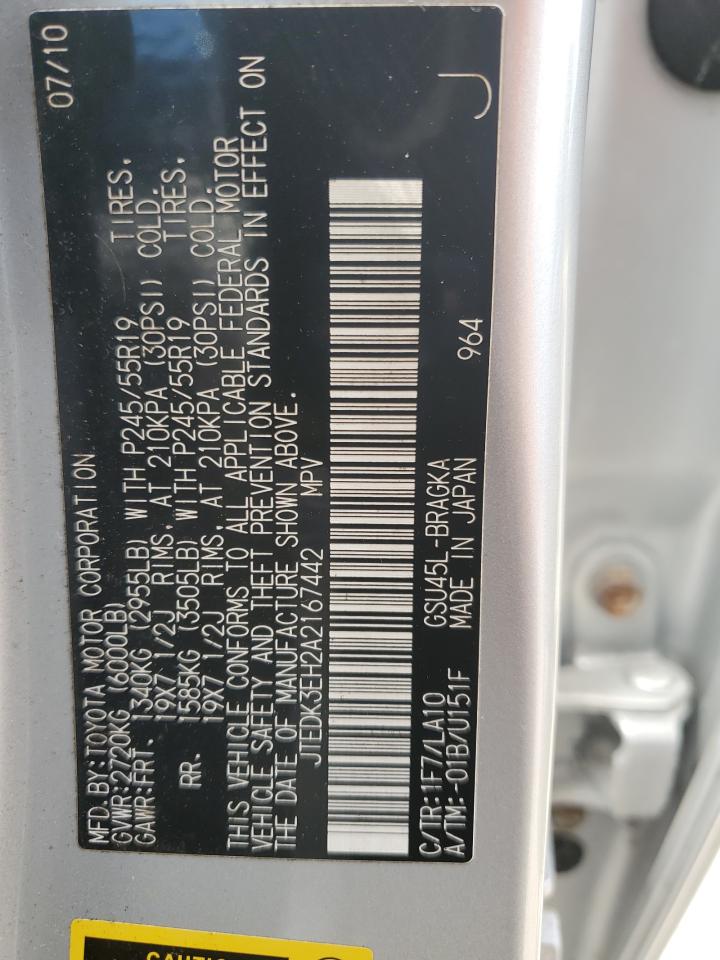 MFD.BY:TOYOTA MOTOR CORPORATION 07/10
GVWR:2720KG (6000LB)
GAWR:FRT. 1340KG (2955LB) WITH P245/55R19 TIRES,
19X7 1/2J RIMS, AT 210KPA (30PSI) COLD.
RR. 1585KG (3505LB) WITH P245/55R19 TIRES,
19X7 1/2J RIMS, AT 210KPA (30PSI) COLD.
THIS VEHICLE CONFORMS TO ALL APPLICABLE FEDERAL MOTOR
VEHICLE SAFETY AND THEFT PREVENTION STANDARDS IN EFFECT ON
THE DATE OF MANUFACTURE SHOWN ABOVE.
JTEDK3EH2A2167442 MPV
C/TR:1F7/LA10 GSU45L-BRAGKA
A/TM:-01B/U151F MADE IN JAPAN 964
J
CAUTION